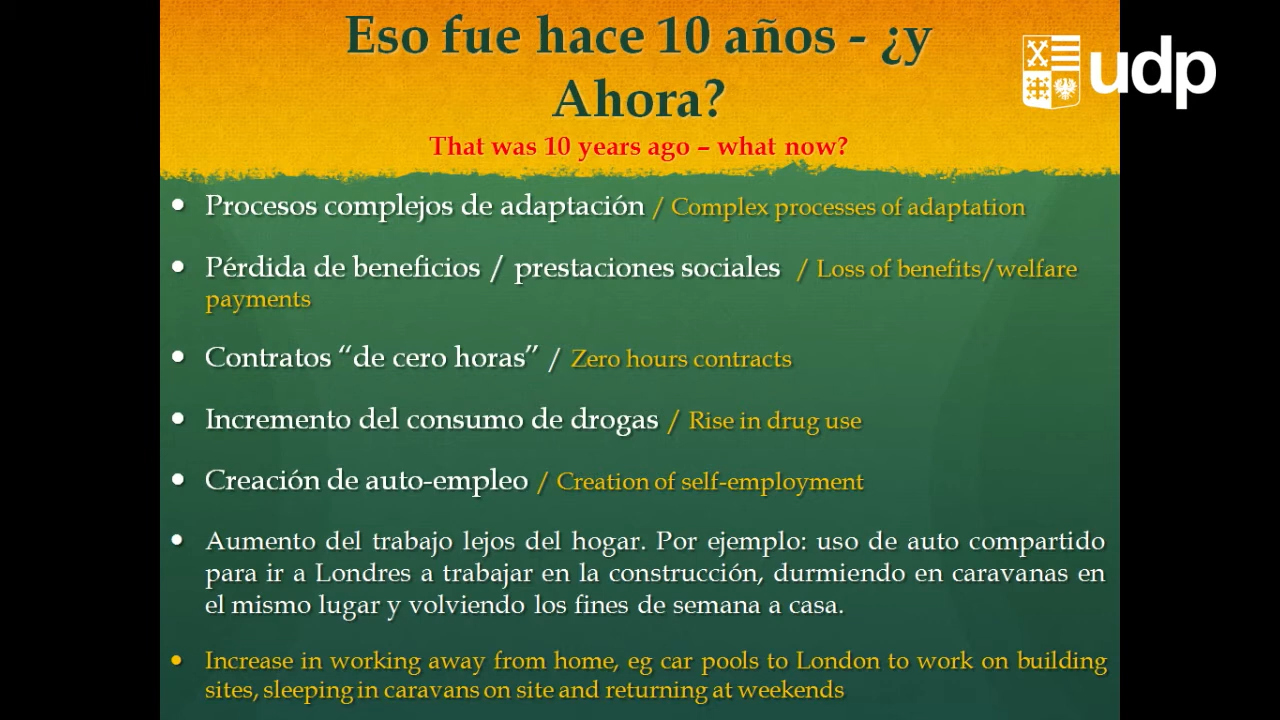 Eso fue hace 10 años - ¿y
Ahora?
That was 10 years ago – what now?
udp
• Procesos complejos de adaptación / Complex processes of adaptation
• Pérdida de beneficios / prestaciones sociales / Loss of benefits/welfare
payments
• Contratos “de cero horas” / Zero hours contracts
• Incremento del consumo de drogas / Rise in drug use
• Creación de auto-empleo / Creation of self-employment
• Aumento del trabajo lejos del hogar. Por ejemplo: uso de auto compartido
para ir a Londres a trabajar en la construcción, durmiendo en caravanas en
el mismo lugar y volviendo los fines de semana a casa.
• Increase in working away from home, eg car pools to London to work on building
sites, sleeping in caravans on site and returning at weekends